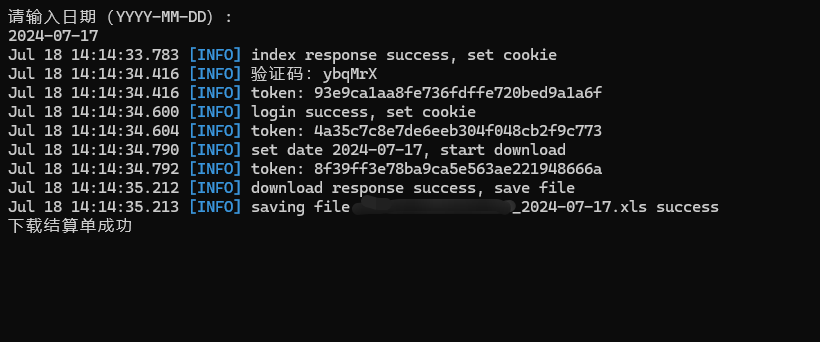 请输入日期 (YYYY-MM-DD) :
2024-07-17
Jul 18 14:14:33.783 [INFO] index response success, set cookie
Jul 18 14:14:34.416 [INFO] 验证码: ybqMrX
Jul 18 14:14:34.416 [INFO] token: 93e9ca1aa8fe736fdffe720bed9a1a6f
Jul 18 14:14:34.600 [INFO] login success, set cookie
Jul 18 14:14:34.604 [INFO] token: 4a35c7c8e7de6eeb304f048cb2f9c773
Jul 18 14:14:34.790 [INFO] set date 2024-07-17, start download
Jul 18 14:14:34.792 [INFO] token: 8f39ff3e78ba9ca5e563ae221948666a
Jul 18 14:14:35.212 [INFO] download response success, save file
Jul 18 14:14:35.213 [INFO] saving file _2024-07-17.xls success
下载结算单成功